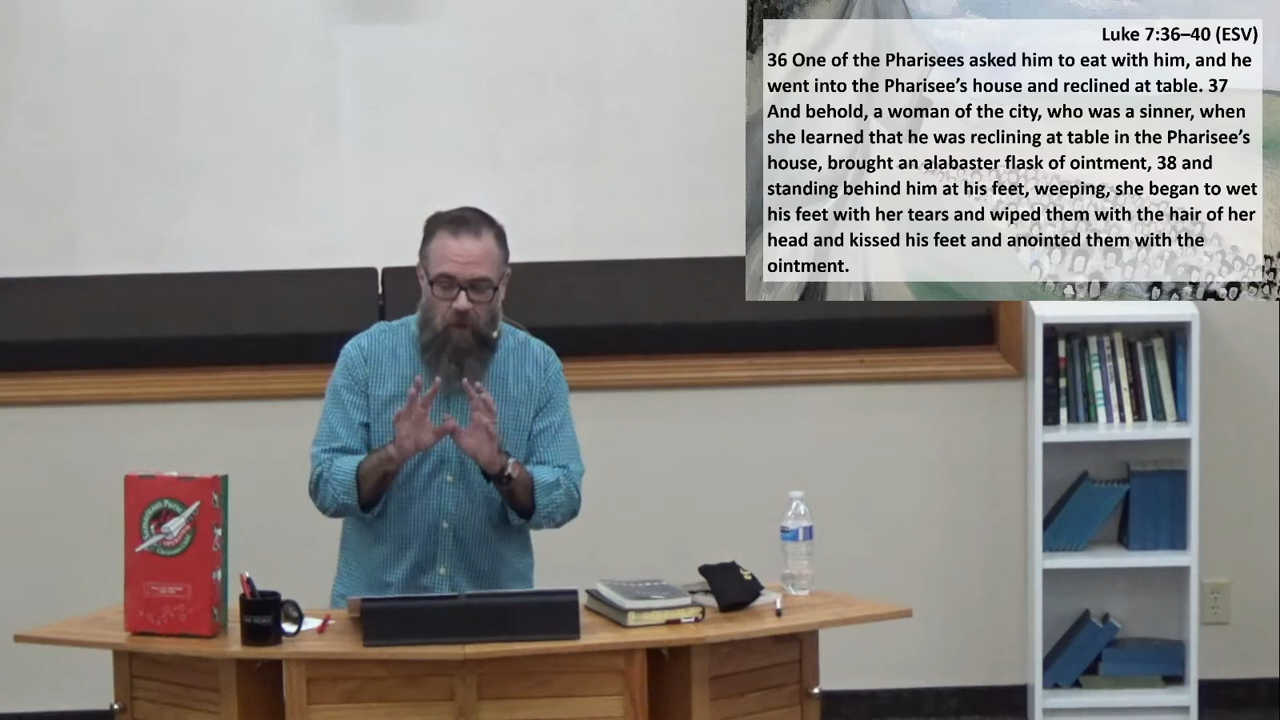 Luke 7:36–40 (ESV)
36 One of the Pharisees asked him to eat with him, and he
went into the Pharisee’s house and reclined at table. 37
And behold, a woman of the city, who was a sinner, when
she learned that he was reclining at table in the Pharisee’s
house, brought an alabaster flask of ointment, 38 and
standing behind him at his feet, weeping, she began to wet
his feet with her tears and wiped them with the hair of her
head and kissed his feet and anointed them with the
ointment.